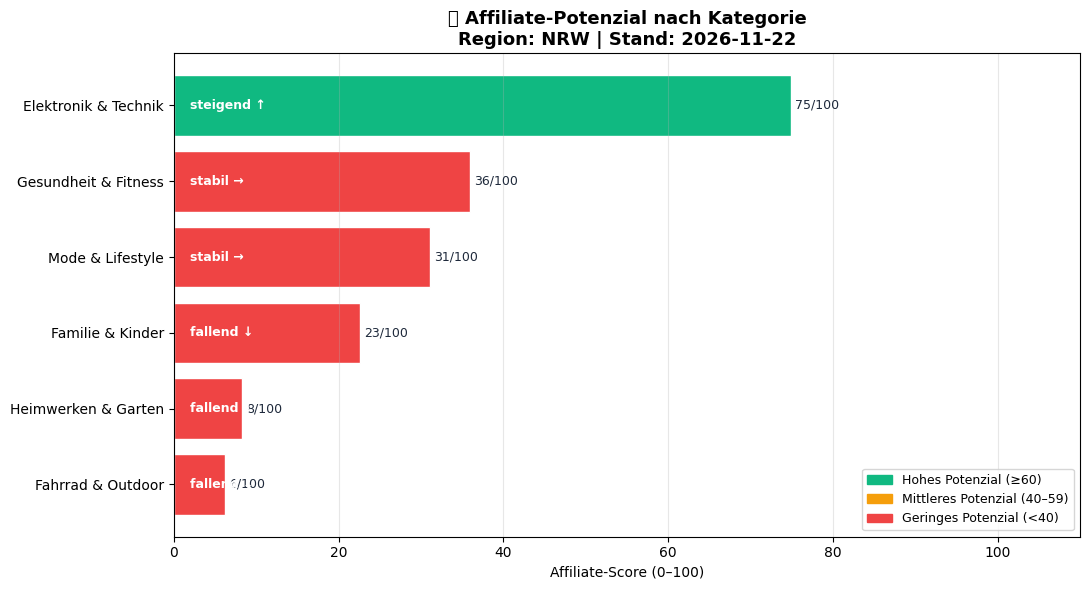 Affiliate-Potenzial nach Kategorie
Region: NRW | Stand: 2026-11-22
Elektronik & Technik steigend ↑ 75/100
Gesundheit & Fitness stabil → 36/100
Mode & Lifestyle stabil → 31/100
Familie & Kinder fallend ↓ 23/100
Heimwerken & Garten fallend 8/100
Fahrrad & Outdoor /100
Hohes Potenzial (≥60)
Mittleres Potenzial (40–59)
Geringes Potenzial (<40)
0 20 40 60 80 100
Affiliate-Score (0–100)